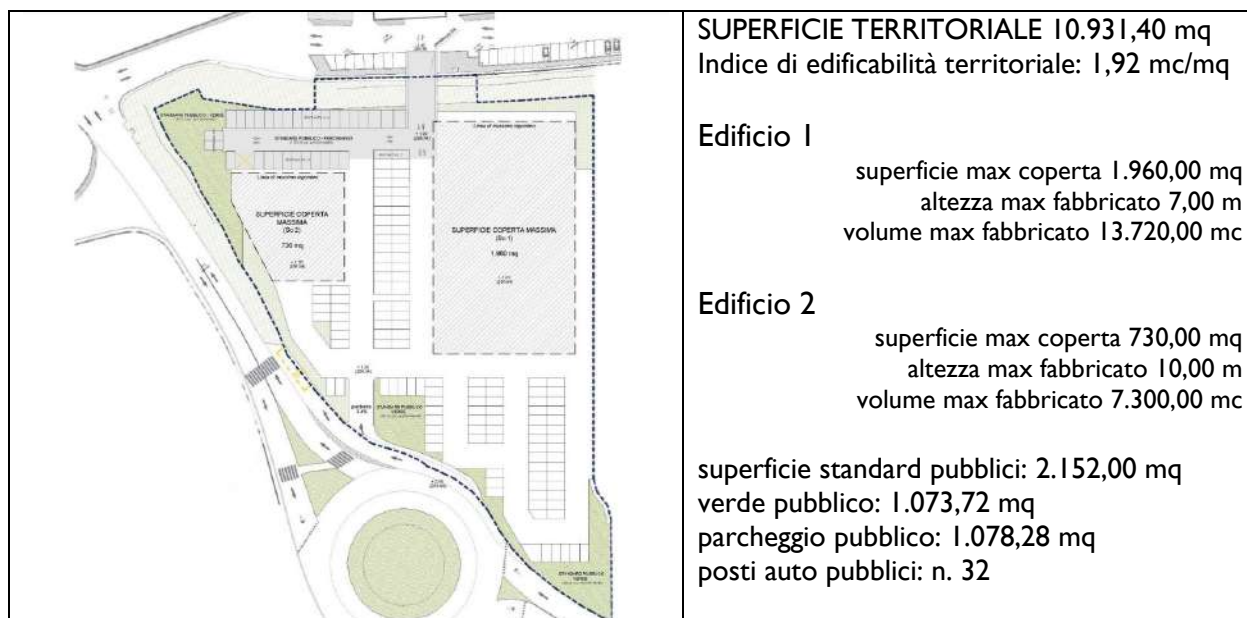 SUPERFICIE COPERTA
MASSIMA
(Sc 2)
730 mq
SUPERFICIE COPERTA MASSIMA
(Sc 1)
1.960 mq
SUPERFICIE TERRITORIALE 10.931,40 mq
Indice di edificabilità territoriale: 1,92 mc/mq
Edificio 1
superficie max coperta 1.960,00 mq
altezza max fabbricato 7,00 m
volume max fabbricato 13.720,00 mc
Edificio 2
superficie max coperta 730,00 mq
altezza max fabbricato 10,00 m
volume max fabbricato 7.300,00 mc
superficie standard pubblici: 2.152,00 mq
verde pubblico: 1.073,72 mq
parcheggio pubblico: 1.078,28 mq
posti auto pubblici: n. 32